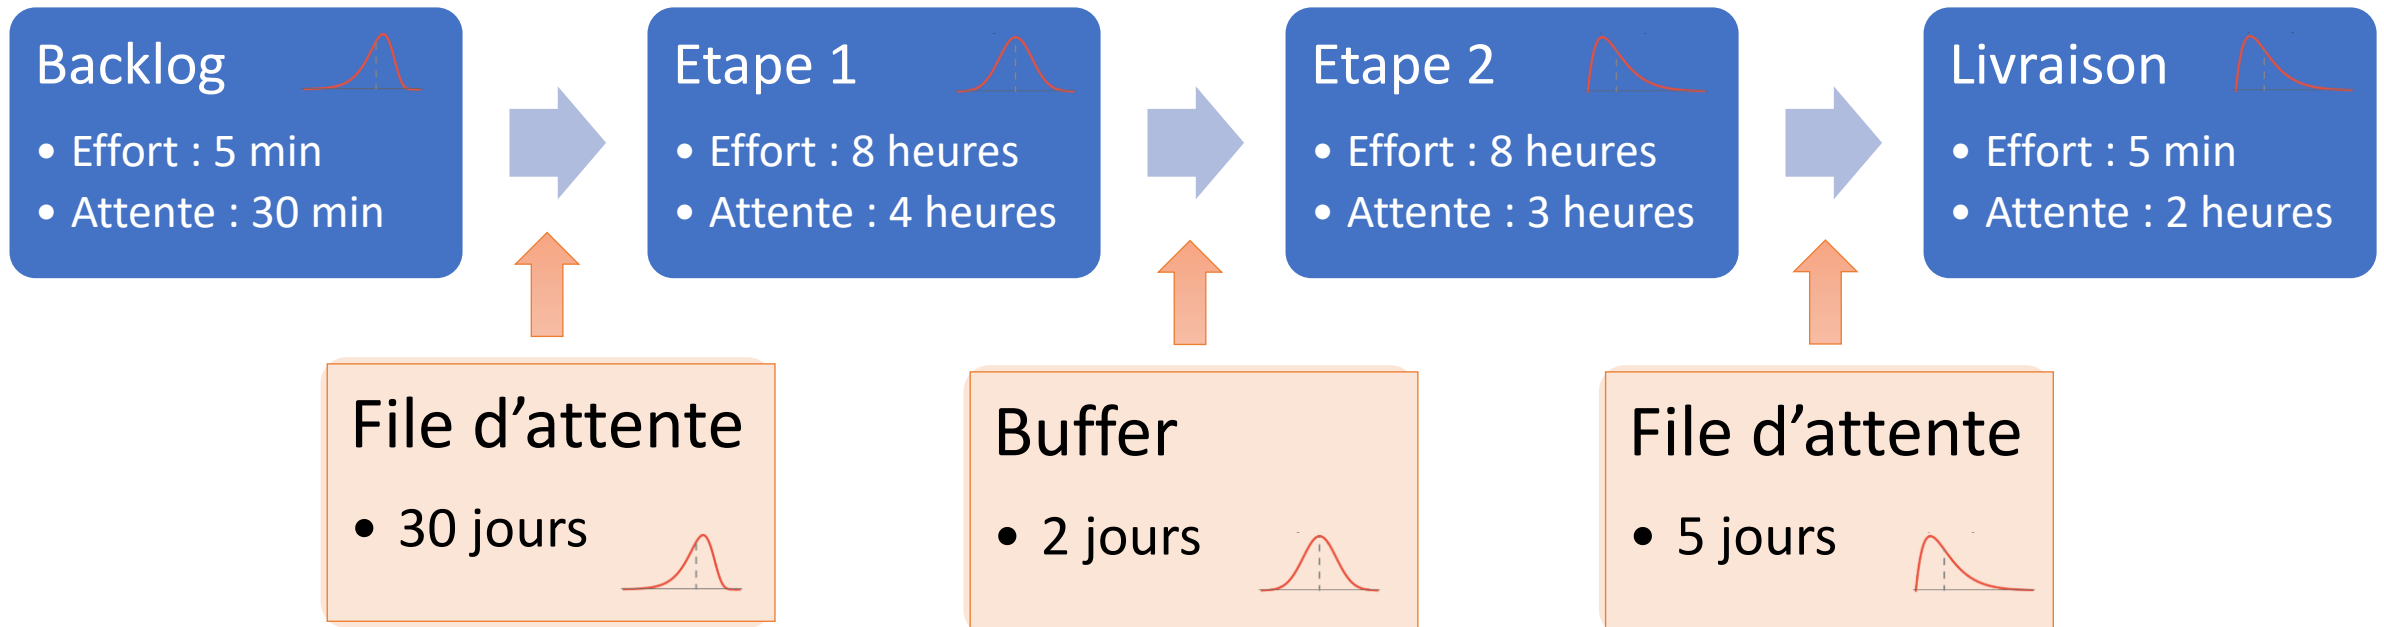 Backlog
• Effort : 5 min
• Attente : 30 min
Etape 1
• Effort : 8 heures
• Attente : 4 heures
Etape 2
• Effort : 8 heures
• Attente : 3 heures
Livraison
• Effort : 5 min
• Attente : 2 heures
File d’attente
• 30 jours
Buffer
• 2 jours
File d’attente
• 5 jours